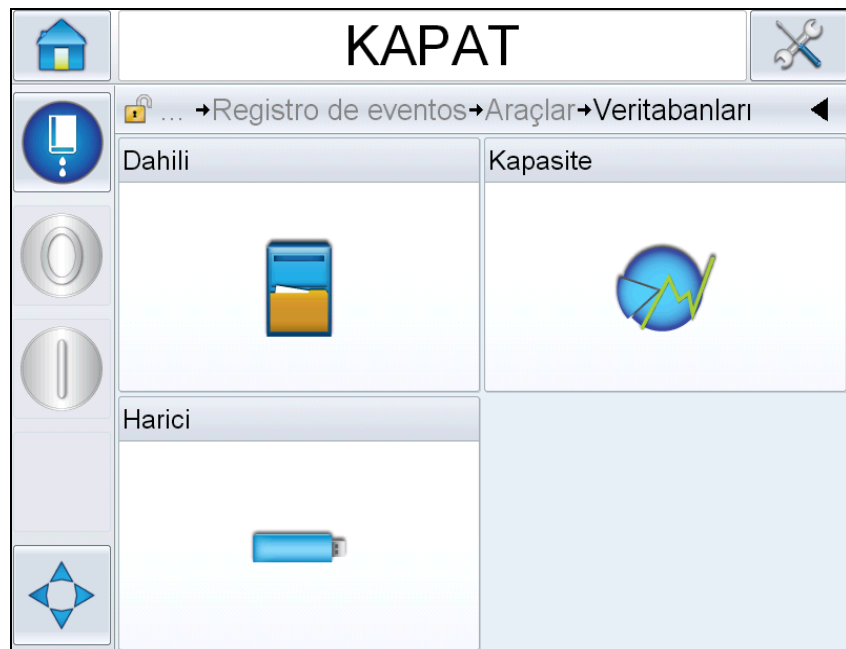 KAPAT
... →Registro de eventos→Araçlar→Veritabanları
Dahili
Kapasite
Harici